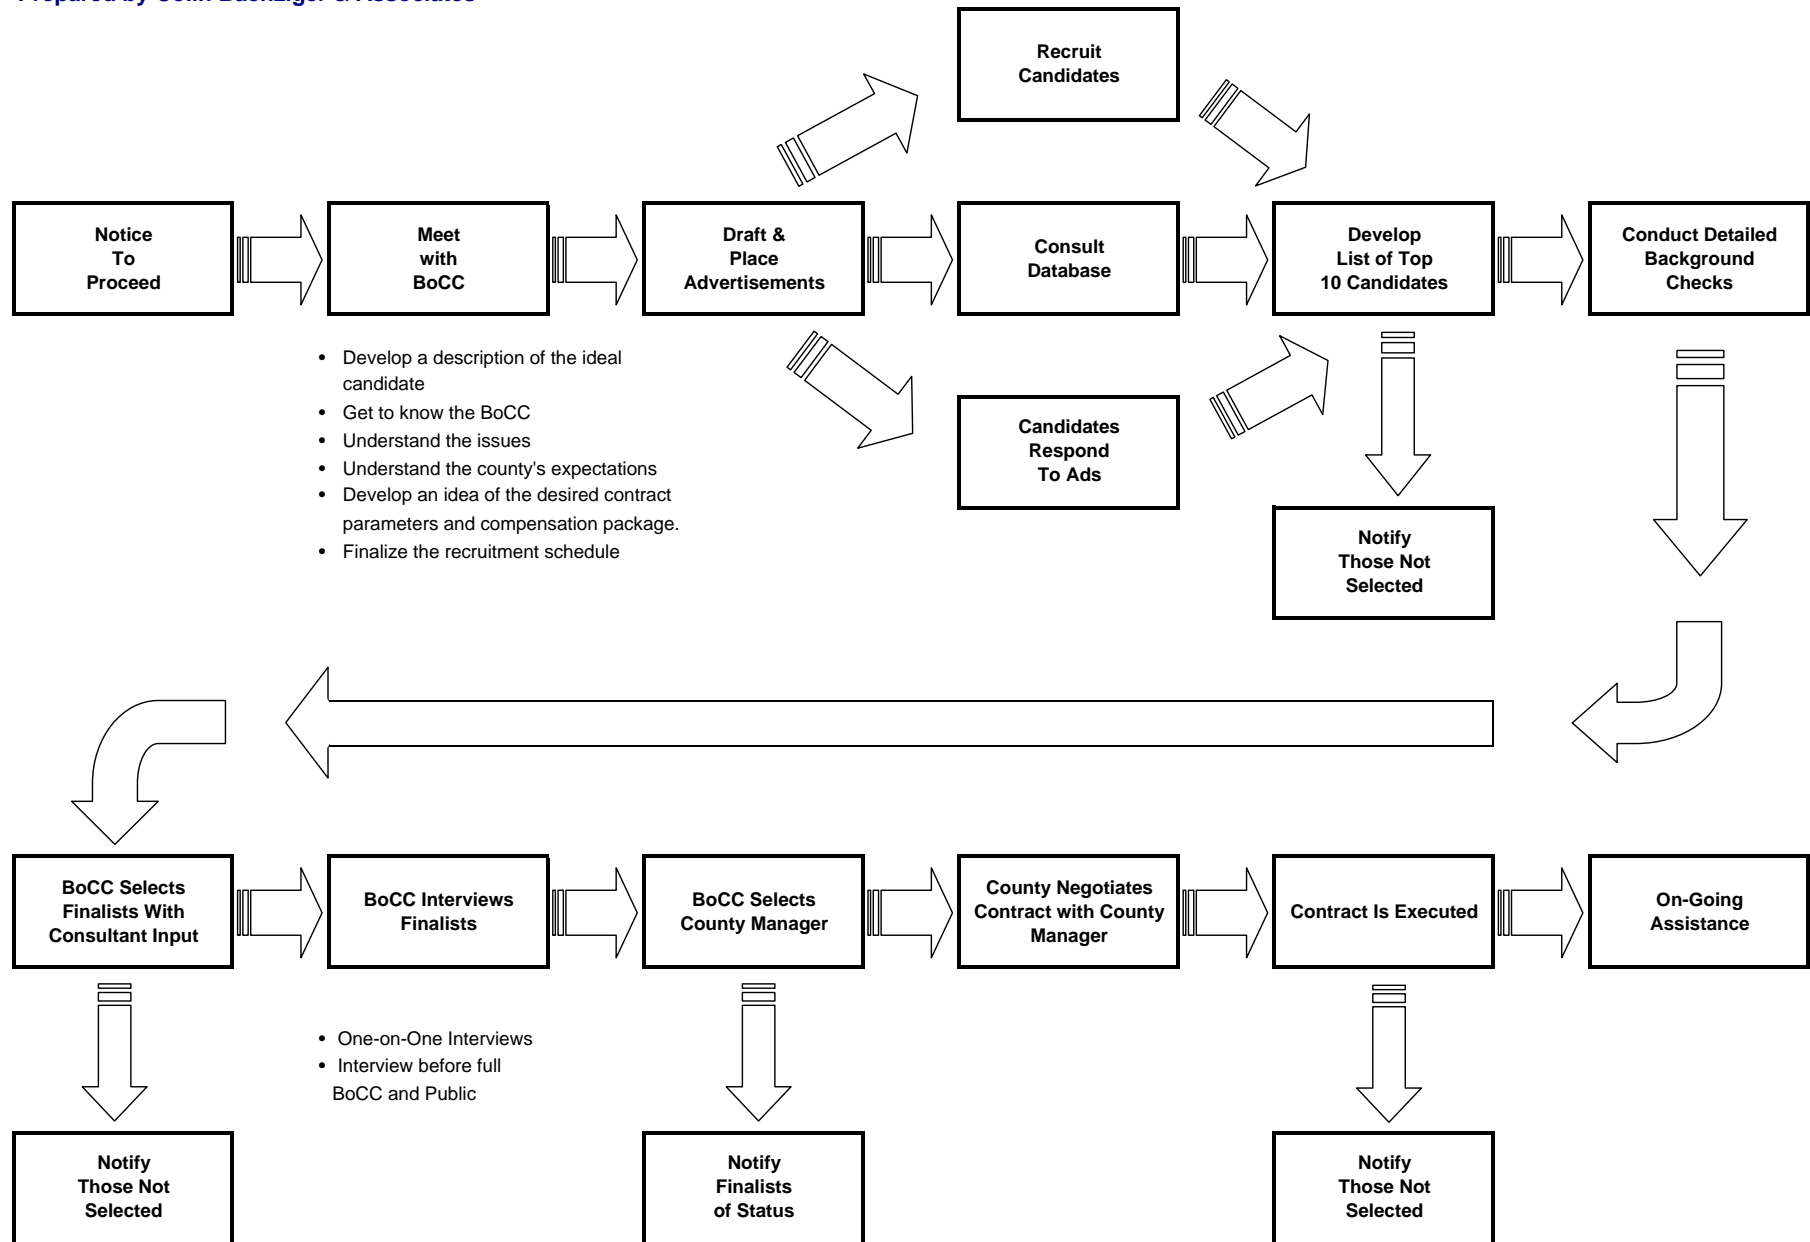 Recruit
Candidates
Notice
To
Proceed
Meet
with
BoCC
Draft &
Place
Advertisements
Consult
Database
Develop
List of Top
10 Candidates
Conduct Detailed
Background
Checks
• Develop a description of the ideal
candidate
• Get to know the BoCC
• Understand the issues
• Understand the county's expectations
• Develop an idea of the desired contract
parameters and compensation package.
• Finalize the recruitment schedule
Candidates
Respond
To Ads
Notify
Those Not
Selected
BoCC Selects
Finalists With
Consultant Input
BoCC Interviews
Finalists
BoCC Selects
County Manager
County Negotiates
Contract with County
Manager
Contract Is Executed
On-Going
Assistance
• One-on-One Interviews
• Interview before full
BoCC and Public
Notify
Those Not
Selected
Notify
Finalists
of Status
Notify
Those Not
Selected